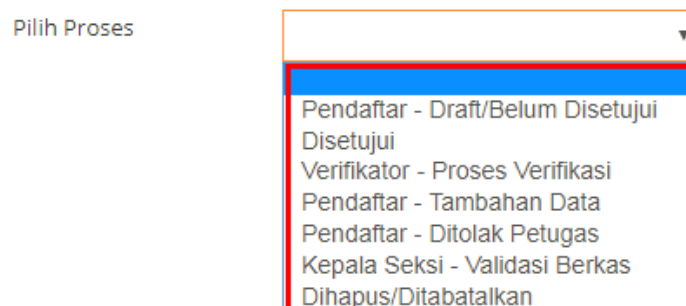 Pilih Proses
Pendaftar - Draft/Belum Disetujui
Disetujui
Verifikator - Proses Verifikasi
Pendaftar - Tambahan Data
Pendaftar - Ditolak Petugas
Kepala Seksi - Validasi Berkas
Dihapus/Ditabatalkan